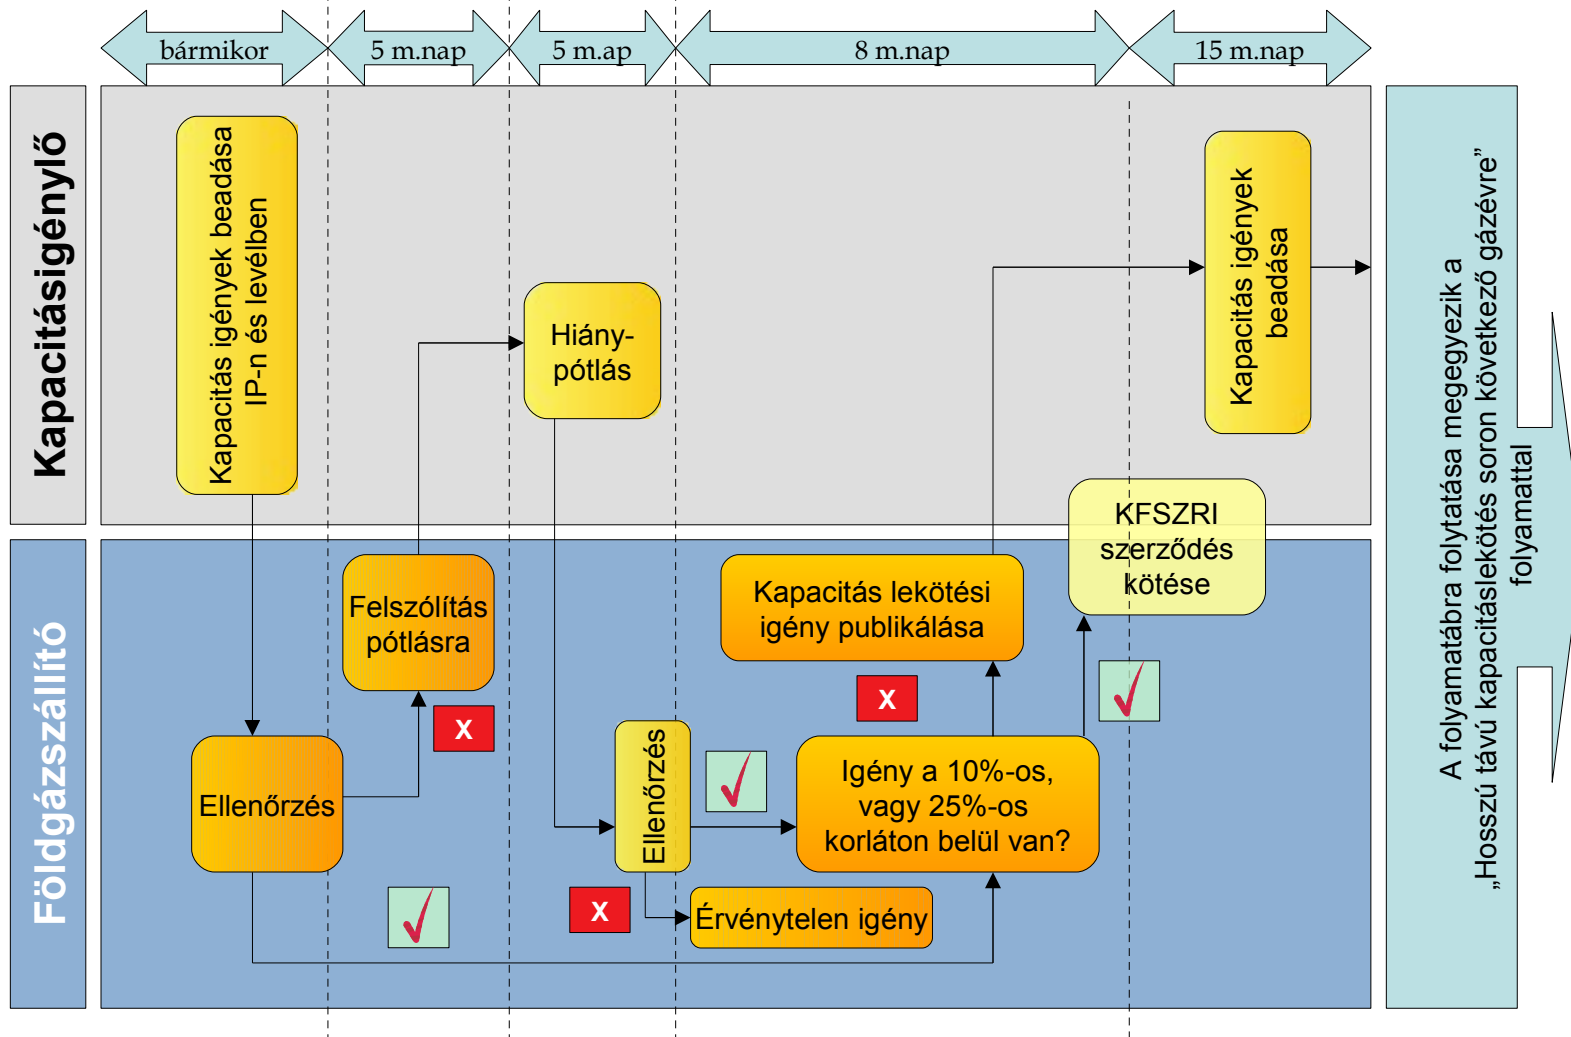 bármikor
5 m.nap
5 m.ap
8 m.nap
15 m.nap
Kapacitásigénylő
Kapacitás igények beadása
IP-n és levélben
Hiány-
pótlás
Kapacitás igények
beadása
KFSZRI
szerződés
kötése
Földgázszállító
Felszólítás
pótlásra
X
Ellenőrzés
Kapacitás lekötési
igény publikálása
X
Ellenőrzés
Igény a 10%-os,
vagy 25%-os
korláton belül van?
X
Érvénytelen igény
A folyamatábra folytatása megegyezik a
„Hosszú távú kapacitáslekötés soron következő gázévre”
folyamattal